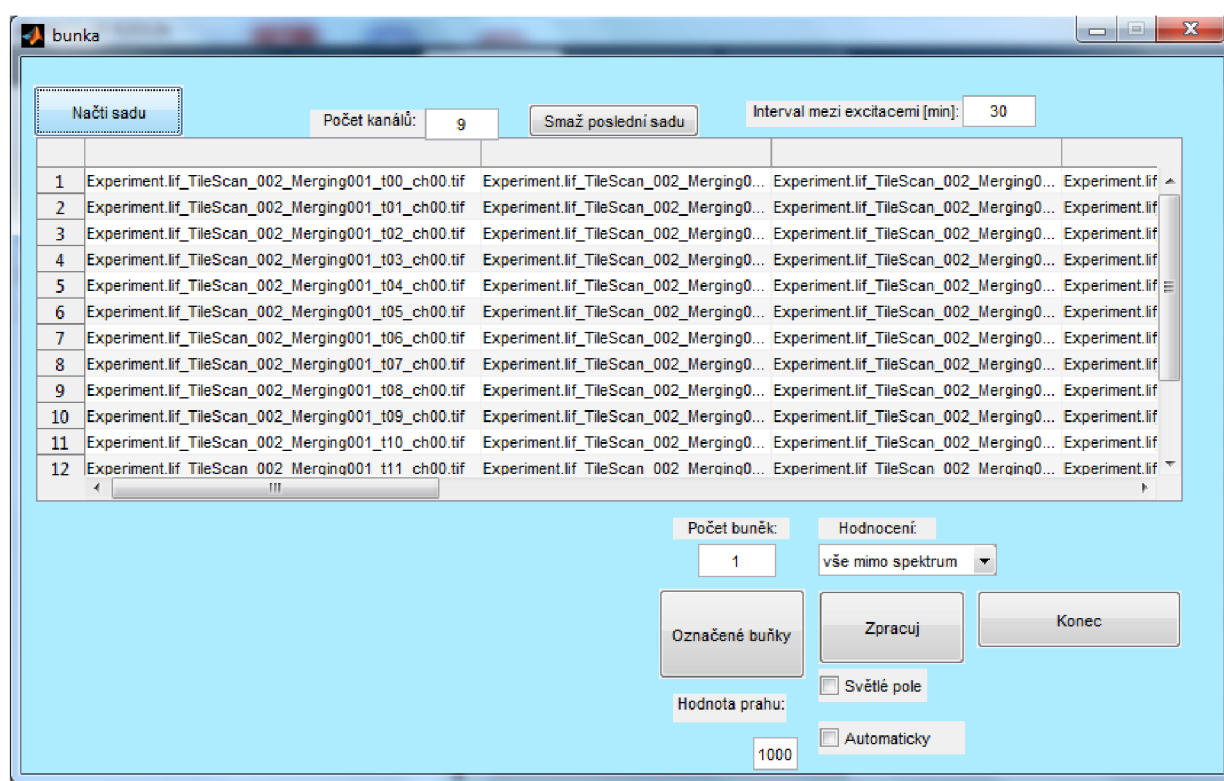 bunka
Načti sadu
Počet kanálů: 9
Smaž poslední sadu
Interval mezi excitacemi [min]: 30
1 Experiment.lif_TileScan_002_Merging001_t00_ch00.tif Experiment.lif_TileScan_002_Merging0... Experiment.lif_TileScan_002_Merging0... Experiment.lif
2 Experiment.lif_TileScan_002_Merging001_t01_ch00.tif Experiment.lif_TileScan_002_Merging0... Experiment.lif_TileScan_002_Merging0... Experiment.lif
3 Experiment.lif_TileScan_002_Merging001_t02_ch00.tif Experiment.lif_TileScan_002_Merging0... Experiment.lif_TileScan_002_Merging0... Experiment.lif
4 Experiment.lif_TileScan_002_Merging001_t03_ch00.tif Experiment.lif_TileScan_002_Merging0... Experiment.lif_TileScan_002_Merging0... Experiment.lif
5 Experiment.lif_TileScan_002_Merging001_t04_ch00.tif Experiment.lif_TileScan_002_Merging0... Experiment.lif_TileScan_002_Merging0... Experiment.lif
6 Experiment.lif_TileScan_002_Merging001_t05_ch00.tif Experiment.lif_TileScan_002_Merging0... Experiment.lif_TileScan_002_Merging0... Experiment.lif
7 Experiment.lif_TileScan_002_Merging001_t06_ch00.tif Experiment.lif_TileScan_002_Merging0... Experiment.lif_TileScan_002_Merging0... Experiment.lif
8 Experiment.lif_TileScan_002_Merging001_t07_ch00.tif Experiment.lif_TileScan_002_Merging0... Experiment.lif_TileScan_002_Merging0... Experiment.lif
9 Experiment.lif_TileScan_002_Merging001_t08_ch00.tif Experiment.lif_TileScan_002_Merging0... Experiment.lif_TileScan_002_Merging0... Experiment.lif
10 Experiment.lif_TileScan_002_Merging001_t09_ch00.tif Experiment.lif_TileScan_002_Merging0... Experiment.lif_TileScan_002_Merging0... Experiment.lif
11 Experiment.lif_TileScan_002_Merging001_t10_ch00.tif Experiment.lif_TileScan_002_Merging0... Experiment.lif_TileScan_002_Merging0... Experiment.lif
12 Experiment.lif_TileScan_002_Merging001_t11_ch00.tif Experiment.lif_TileScan_002_Merging0... Experiment.lif_TileScan_002_Merging0... Experiment.lif
Počet buněk:
1
Hodnocení:
vše mimo spektrum
Označené buňky
Zpracuj
Konec
Světlé pole
Hodnota prahu:
1000
Automaticky